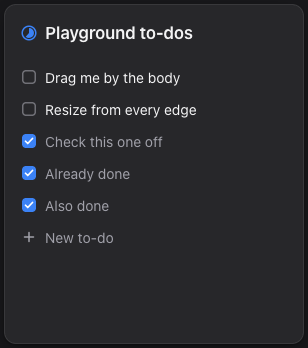 Playground to-dos
Drag me by the body
Resize from every edge
Check this one off
Already done
Also done
New to-do